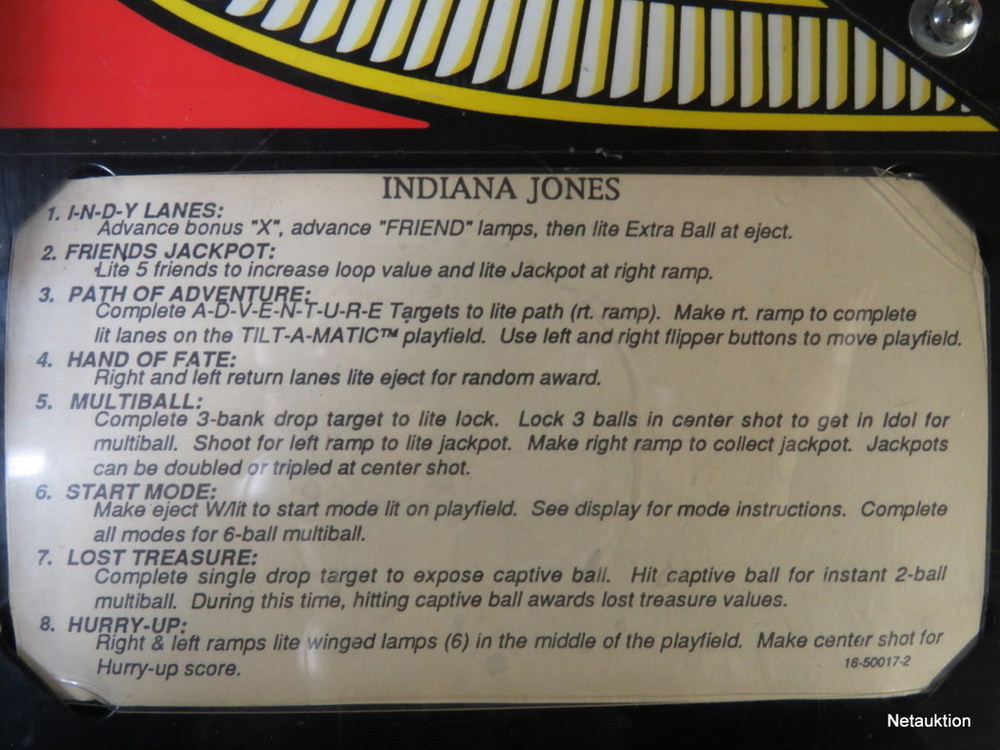 INDIANA JONES
1. I-N-D-Y LANES:
Advance bonus "X", advance "FRIEND" lamps, then lite Extra Ball at eject.
2. FRIENDS JACKPOT:
Lite 5 friends to increase loop value and lite Jackpot at right ramp.
3. PATH OF ADVENTURE:
Complete A-D-V-E-N-T-U-R-E Targets to lite path (rt. ramp). Make rt. ramp to complete
lit lanes on the TILT-A-MATIC™ playfield. Use left and right flipper buttons to move playfield.
4. HAND OF FATE:
Right and left return lanes lite eject for random award.
5. MULTIBALL:
Complete 3-bank drop target to lite lock. Lock 3 balls in center shot to get in Idol for
multiball. Shoot for left ramp to lite jackpot. Make right ramp to collect jackpot. Jackpots
can be doubled or tripled at center shot.
6. START MODE:
Make eject W/lit to start mode lit on playfield. See display for mode instructions. Complete
all modes for 6-ball multiball.
7. LOST TREASURE:
Complete single drop target to expose captive ball. Hit captive ball for instant 2-ball
multiball. During this time, hitting captive ball awards lost treasure values.
8. HURRY-UP:
Right & left ramps lite winged lamps (6) in the middle of the playfield. Make center shot for
Hurry-up score.
16-50017-2
Netauktion